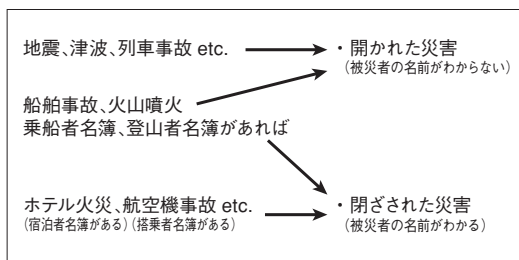 地震、津波、列車事故 etc.
・開かれた災害
（被災者の名前がわからない）
船舶事故、火山噴火
乗船者名簿、登山者名簿があれば
ホテル火災、航空機事故 etc.
（宿泊者名簿がある）（搭乗者名簿がある）
・閉ざされた災害
（被災者の名前がわかる）